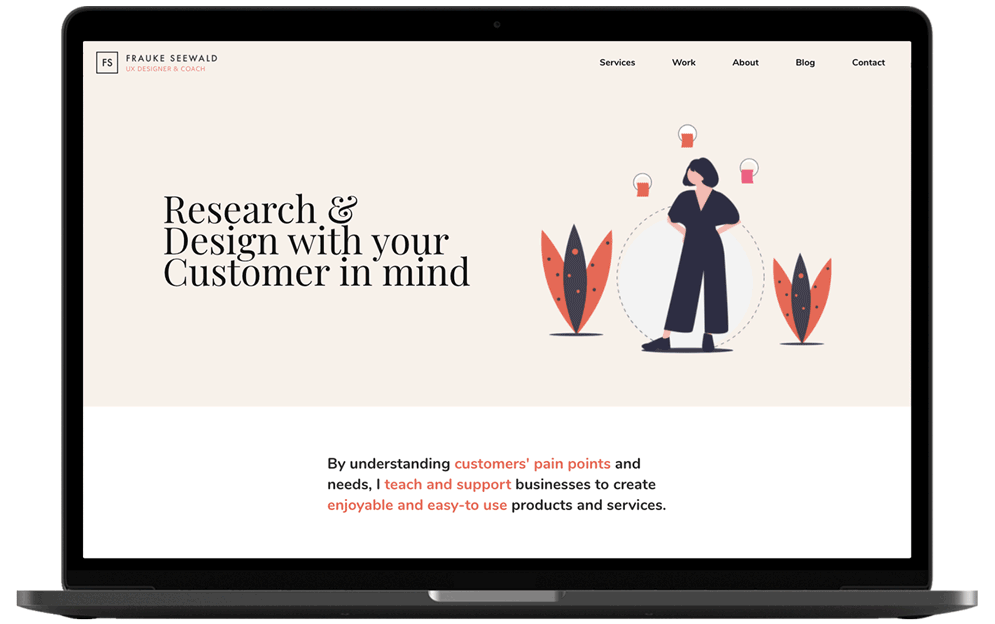 FS
FRAUKE SEEWALD
UX DESIGNER & COACH
Services Work About Blog Contact
Research &
Design with your
Customer in mind
By understanding customers' pain points and
needs, I teach and support businesses to create
enjoyable and easy-to use products and services.